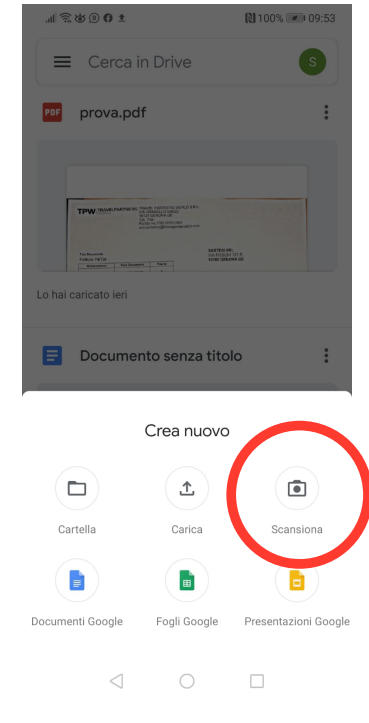 100% 09:53
Cerca in Drive
S
PDF
prova.pdf
TPW
Lo hai caricato ieri
Documento senza titolo
Crea nuovo
Cartella
Carica
Scansiona
Documenti Google
Fogli Google
Presentazioni Google